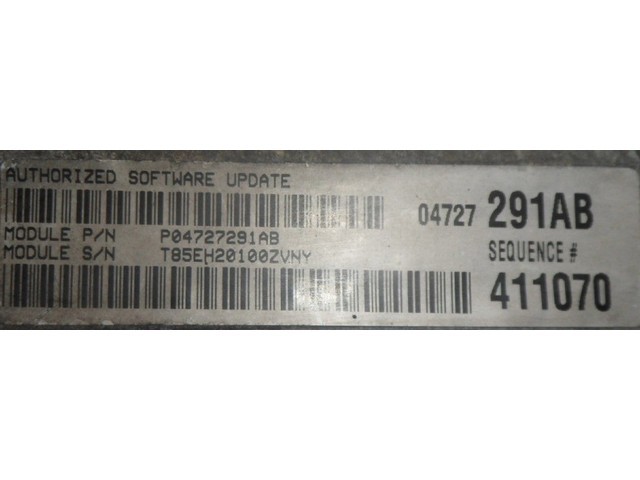 AUTHORIZED SOFTWARE UPDATE
04727 291AB
MODULE P/N P04727291AB
MODULE S/N T85EH20100ZVNY
SEQUENCE #
411070